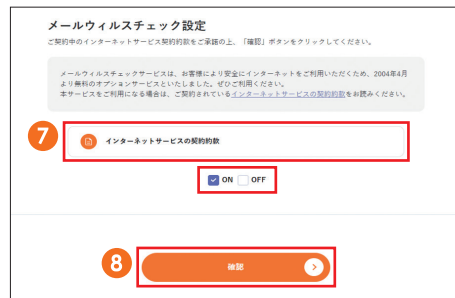 メールウィルスチェック設定
ご契約中のインターネットサービス契約約款をご承諾の上、「確認」ボタンをクリックしてください。
メールウィルスチェックサービスは、お客様により安全にインターネットをご利用いただくため、2004年4月
より無料のオプションサービスといたしました。ぜひご利用ください。
本サービスをご利用になる場合は、ご契約されているインターネットサービスの契約約款をお読みください。
7
インターネットサービスの契約約款
ON OFF
8
確認